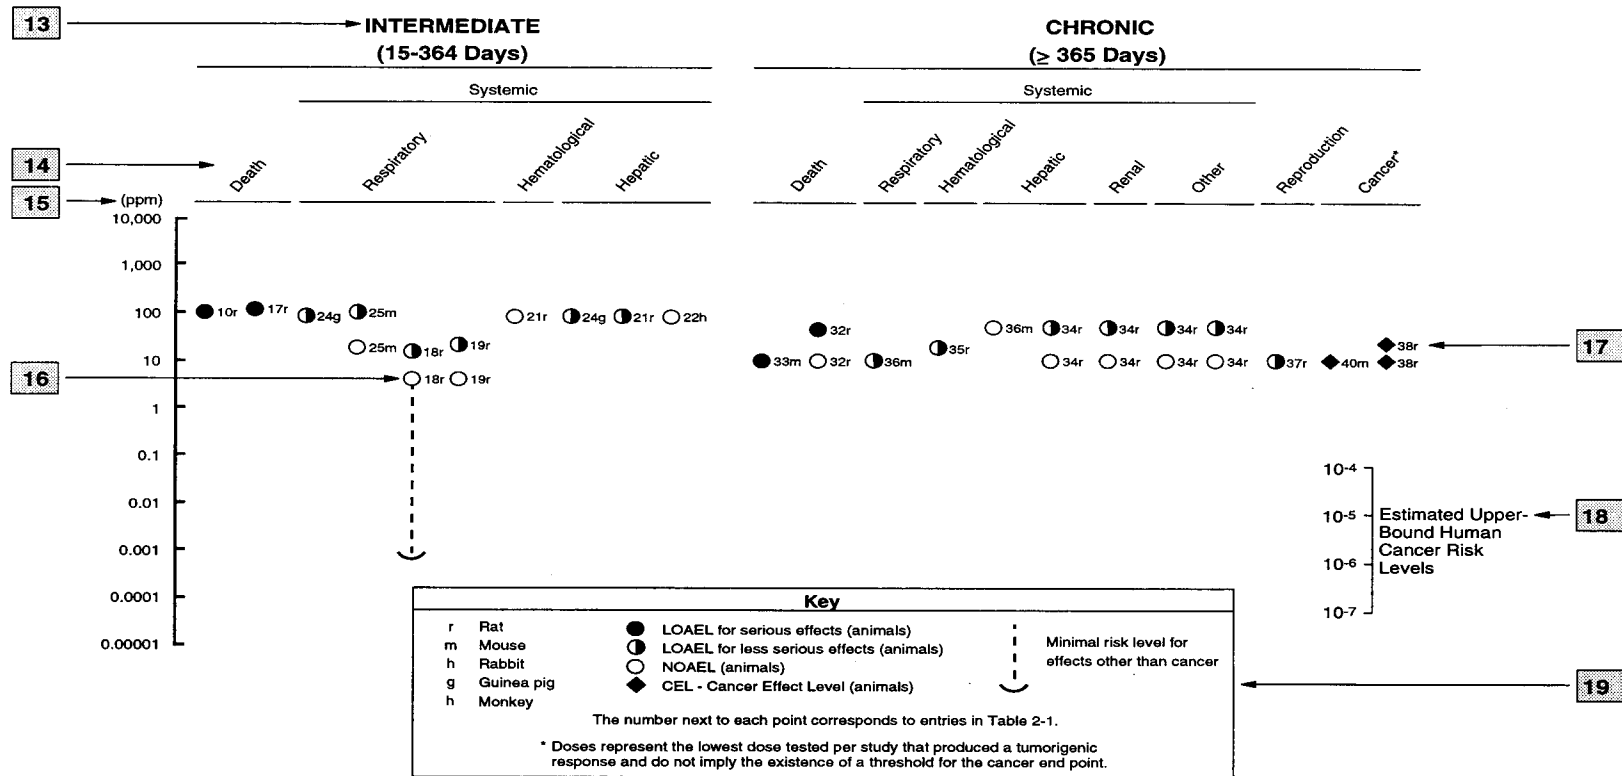 13
INTERMEDIATE
(15-364 Days)
CHRONIC
(≥ 365 Days)
Systemic
Systemic
14
Death
Respiratory
Hematological
Hepatic
Death
Respiratory
Hematological
Hepatic
Renal
Other
Reproduction
Cancer*
15
(ppm)
10,000
1,000
100
10
1
0.1
0.01
0.001
0.0001
0.00001
10r
17r
24g
25m
21r
24g
21r
22h
25m
18r
19r
16
18r
19r
32r
36m
34r
34r
34r
34r
33m
32r
36m
35r
34r
34r
34r
34r
37r
40m
38r
38r
17
10-4
10-5
10-6
10-7
Estimated Upper-
Bound Human
Cancer Risk
Levels
18
Key
r Rat
m Mouse
h Rabbit
g Guinea pig
h Monkey
LOAEL for serious effects (animals)
LOAEL for less serious effects (animals)
NOAEL (animals)
CEL - Cancer Effect Level (animals)
Minimal risk level for
effects other than cancer
The number next to each point corresponds to entries in Table 2-1.
* Doses represent the lowest dose tested per study that produced a tumorigenic
response and do not imply the existence of a threshold for the cancer end point.
19